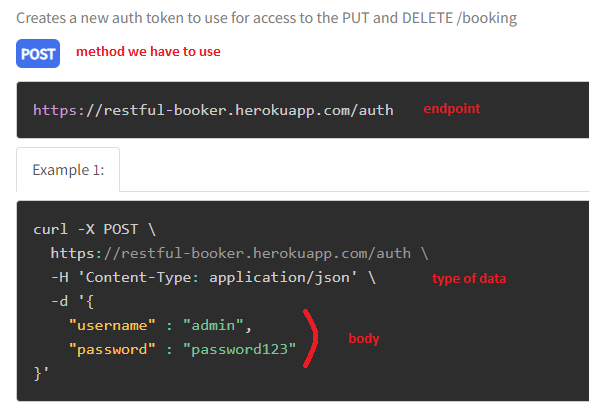 Creates a new auth token to use for access to the PUT and DELETE /booking
POST method we have to use
https://restful-booker.herokuapp.com/auth endpoint
Example 1:
curl -X POST \
https://restful-booker.herokuapp.com/auth \
-H 'Content-Type: application/json' \ type of data
-d '{
"username" : "admin",
"password" : "password123" body
}'